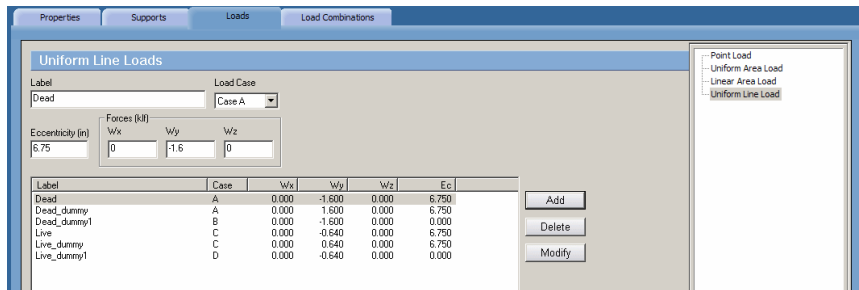 Properties Supports Loads Load Combinations
Uniform Line Loads
Label Load Case
Dead Case A
Forces (klf)
Eccentricity (in) Wx Wy Wz
6.75 0 -1.6 0
Label Case Wx Wy Wz Ec
Dead A 0.000 -1.600 0.000 6.750
Dead_dummy A 0.000 1.600 0.000 6.750
Dead_dummy1 B 0.000 -1.600 0.000 0.000
Live C 0.000 -0.640 0.000 6.750
Live_dummy C 0.000 0.640 0.000 6.750
Live_dummy1 D 0.000 -0.640 0.000 0.000
Add
Delete
Modify
Point Load
Uniform Area Load
Linear Area Load
Uniform Line Load